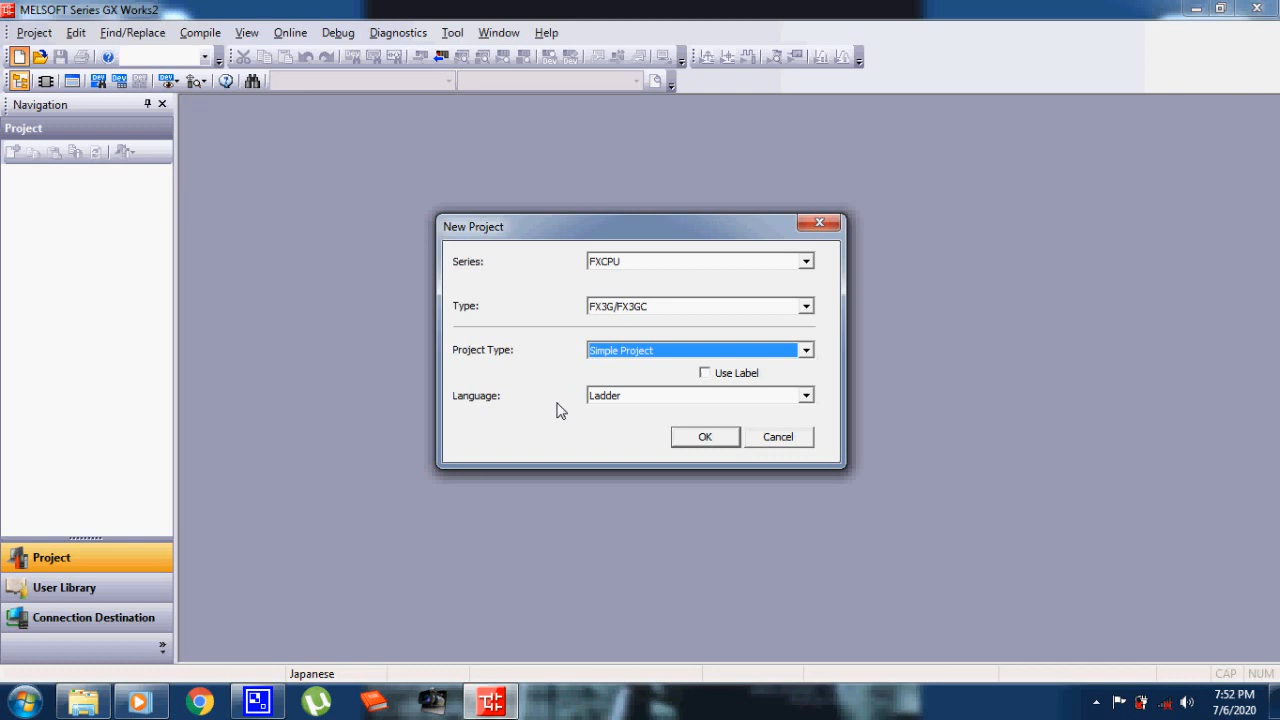 MELSOFT Series GX Works2
Project Edit Find/Replace Compile View Online Debug Diagnostics Tool Window Help
Navigation
Project
New Project
Series: FXCPU
Type: FX3G/FX3GC
Project Type: Simple Project
Use Label
Language: Ladder
OK Cancel
Project
User Library
Connection Destination
Japanese
CAP NUM
7:52 PM
7/6/2020